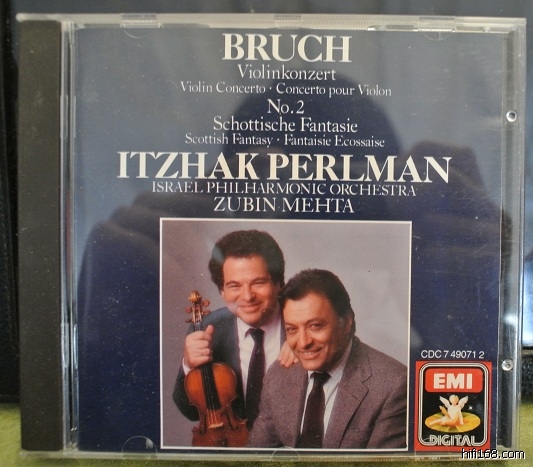 BRUCH
Violinkonzert
Violin Concerto · Concerto pour Violon
No. 2
Schottische Fantasie
Scottish Fantasy · Fantaisie Ecossaise
ITZHAK PERLMAN
ISRAEL PHILHARMONIC ORCHESTRA
ZUBIN MEHTA
CDC 7 49071 2
EMI
DIGITAL
hifi168.com